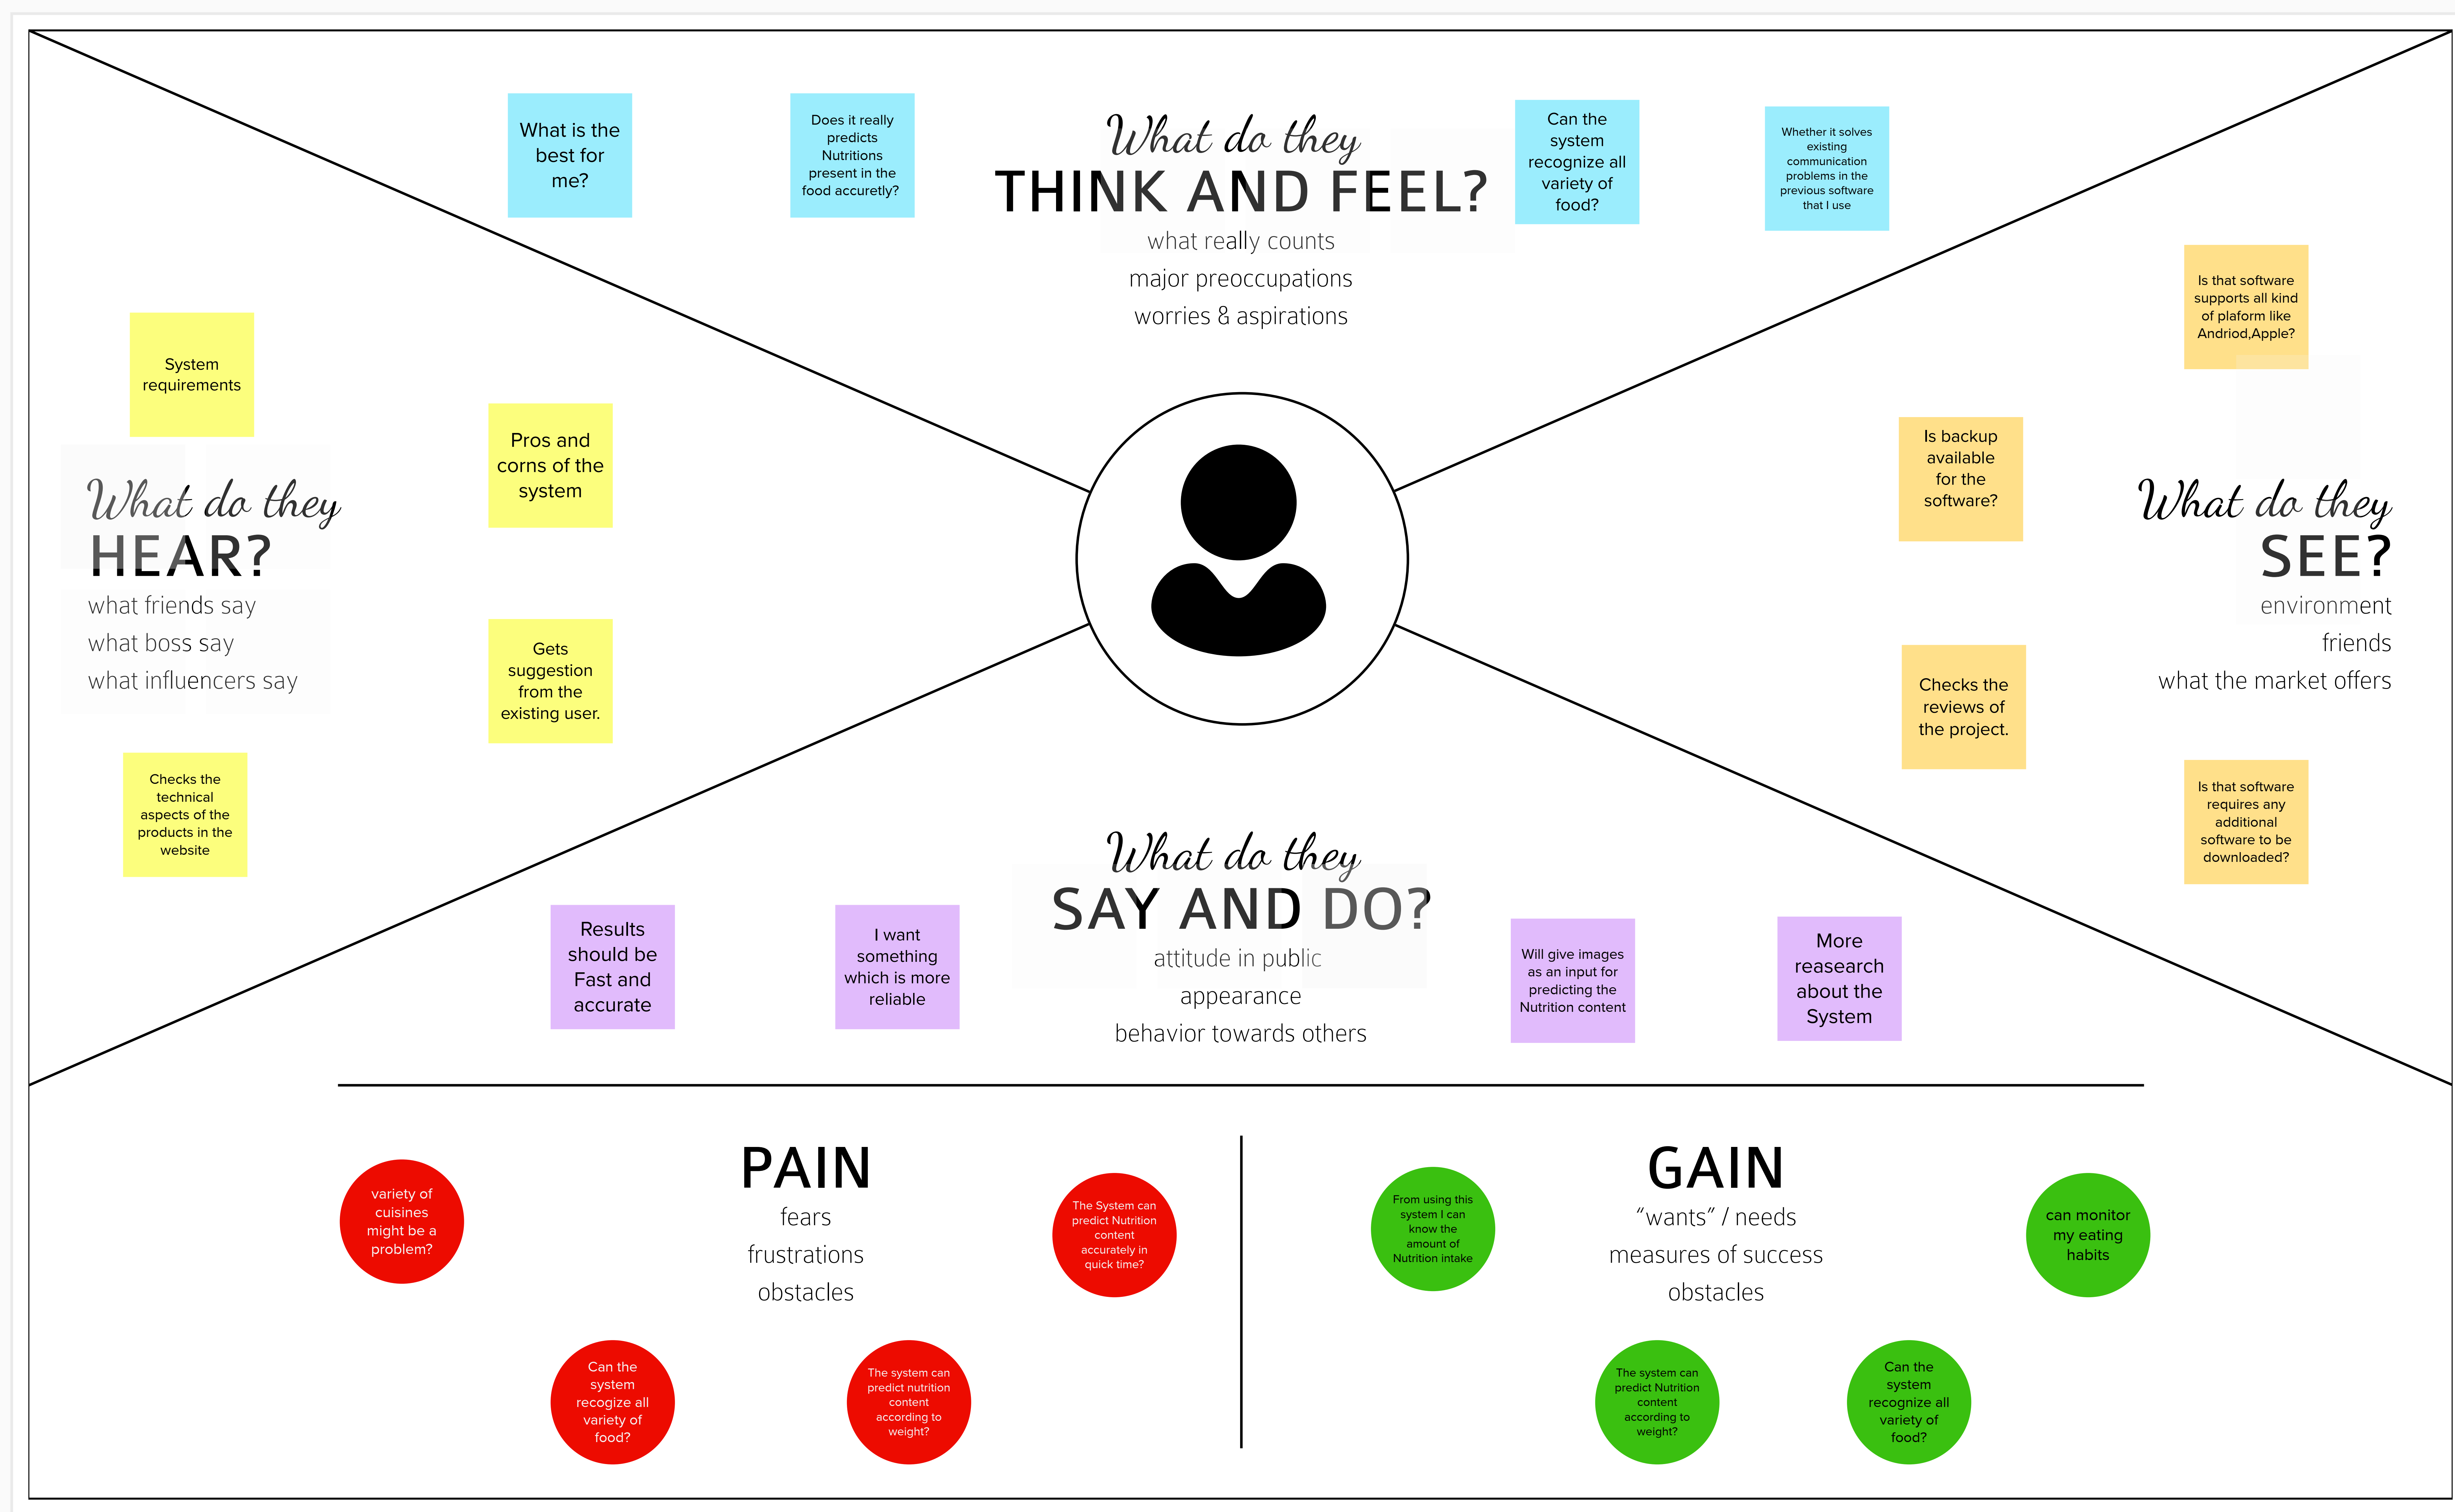 What is the
best for
me?
Does it really
predicts
Nutritions
present in the
food accuretly?
What do they
THINK AND FEEL?
what really counts
major preoccupations
worries & aspirations
Can the
system
recognize all
variety of
food?
Whether it solves
existing
communication
problems in the
previous software
that I use
System
requirements
Pros and
corns of the
system
What do they
HEAR?
what friends say
what boss say
what influencers say
Gets
suggestion
from the
existing user.
Checks the
technical
aspects of the
products in the
website
Is that software
supports all kind
of plaform like
Andriod,Apple?
Is backup
available
for the
software?
What do they
SEE?
environment
friends
what the market offers
Checks the
reviews of
the project.
Is that software
requires any
additional
software to be
downloaded?
What do they
SAY AND DO?
attitude in public
appearance
behavior towards others
Results
should be
Fast and
accurate
I want
something
which is more
reliable
Will give images
as an input for
predicting the
Nutrition content
More
reasearch
about the
System
PAIN
fears
frustrations
obstacles
variety of
cuisines
might be a
problem?
The System can
predict Nutrition
content
accurately in
quick time?
Can the
system
recogize all
variety of
food?
The system can
predict nutrition
content
according to
weight?
GAIN
“wants” / needs
measures of success
obstacles
From using this
system I can
know the
amount of
Nutrition intake
can monitor
my eating
habits
The system can
predict Nutrition
content
according to
weight?
Can the
system
recognize all
variety of
food?